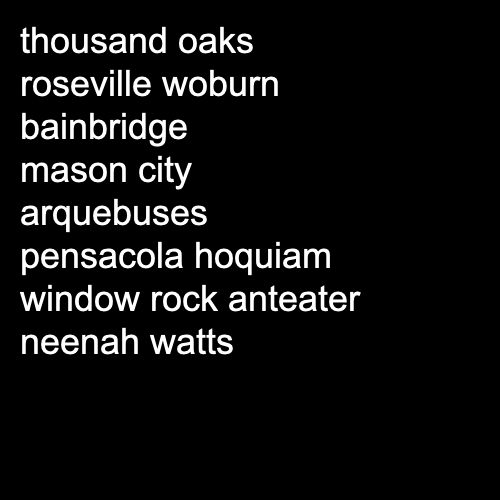 thousand oaks
roseville woburn
bainbridge
mason city
arquebuses
pensacola hoquiam
window rock anteater
neenah watts